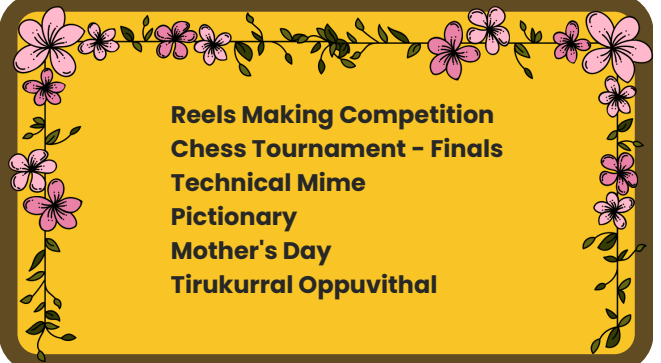 Reels Making Competition
Chess Tournament - Finals
Technical Mime
Pictionary
Mother's Day
Tirukurral Oppuvithal